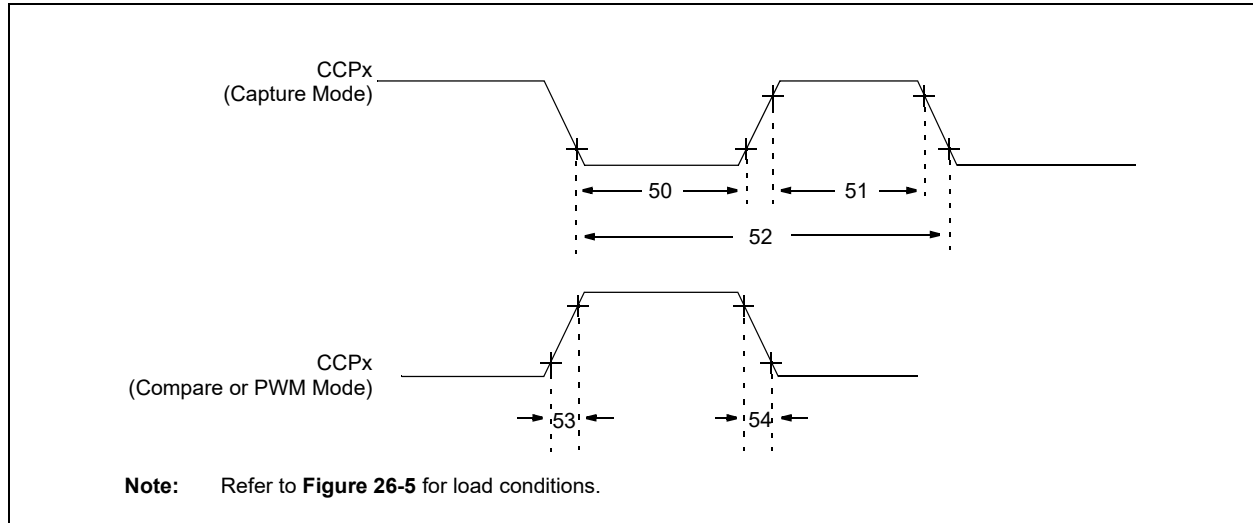 CCPx
(Capture Mode)
50
51
52
CCPx
(Compare or PWM Mode)
53
54
Note: Refer to Figure 26-5 for load conditions.